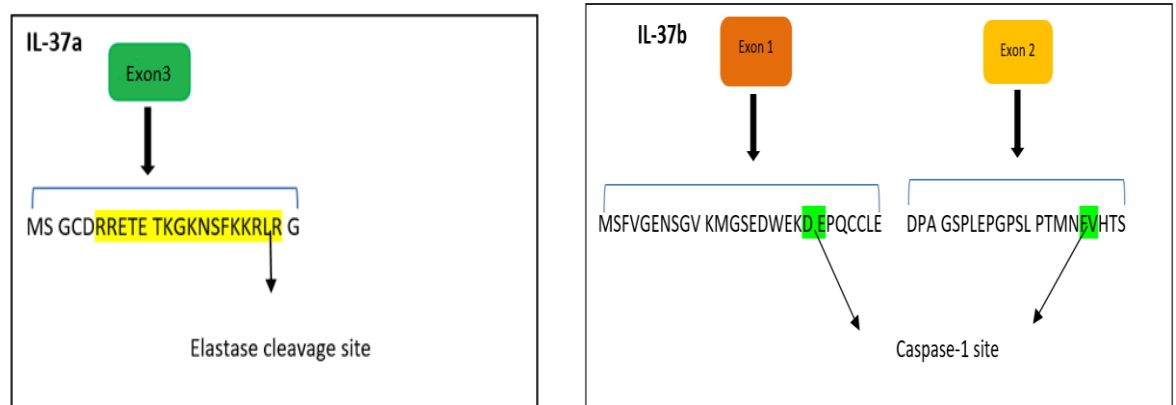 IL-37a
Exon3
MS GCDRRETE TKGKNSFKKRLR G
Elastase cleavage site
IL-37b
Exon 1
Exon 2
MSFVGENSGV KMGSEDWEKD EPQCCLE
DPA GSPLEPGPSL PTMNFVHTS
Caspase-1 site